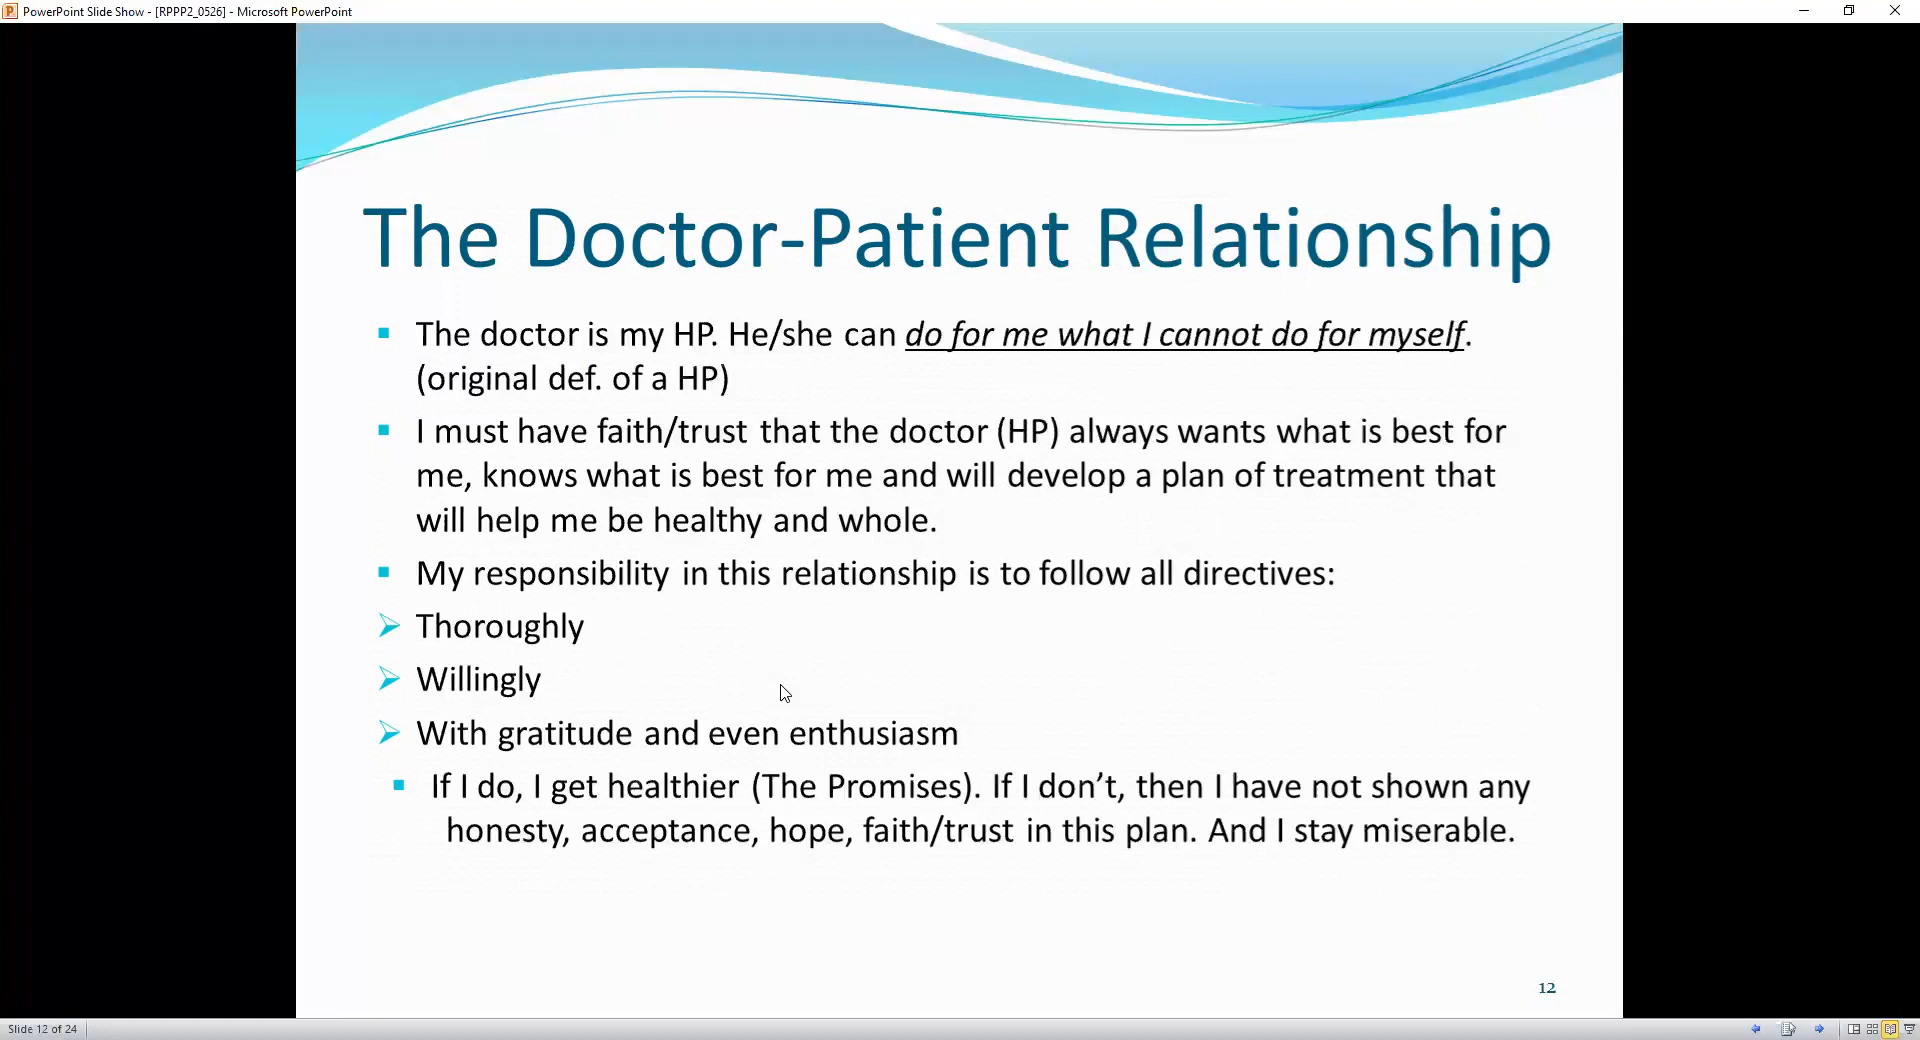 PowerPoint Slide Show - [RPPP2_0526] - Microsoft PowerPoint
The Doctor-Patient Relationship
The doctor is my HP. He/she can do for me what I cannot do for myself.
(original def. of a HP)
I must have faith/trust that the doctor (HP) always wants what is best for
me, knows what is best for me and will develop a plan of treatment that
will help me be healthy and whole.
My responsibility in this relationship is to follow all directives:
Thoroughly
Willingly
With gratitude and even enthusiasm
If I do, I get healthier (The Promises). If I don’t, then I have not shown any
honesty, acceptance, hope, faith/trust in this plan. And I stay miserable.
12
Slide 12 of 24